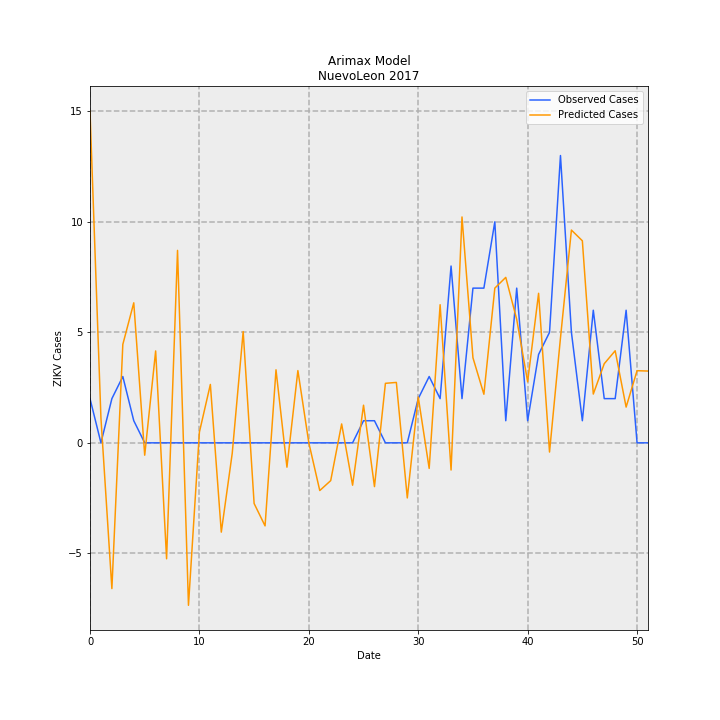 Arimax Model
NuevoLeon 2017
Observed Cases
Predicted Cases
15
10
5
0
−5
ZIKV Cases
0 10 20 30 40 50
Date